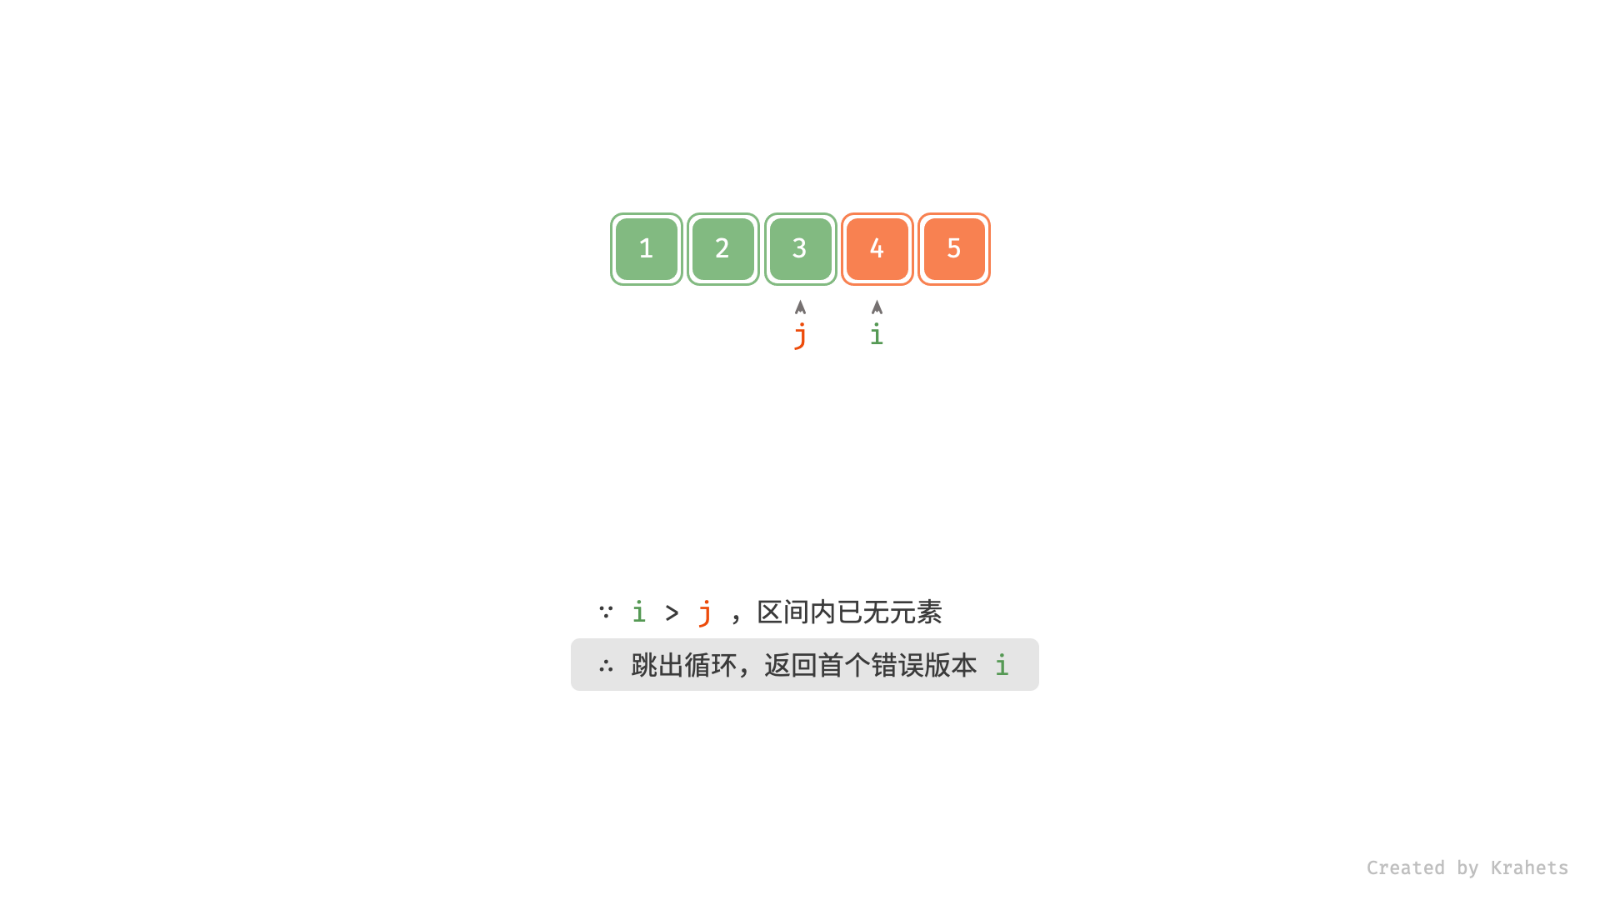 1 2 3 4 5
j i
∵ i > j ，区间内已无元素
∴ 跳出循环，返回首个错误版本 i
Created by Krahets